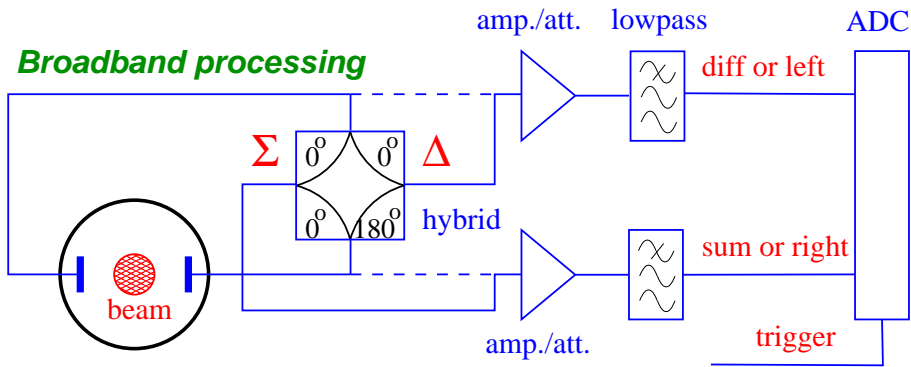 amp./att. lowpass ADC
Broadband processing
diff or left
Σ 0° 0° Δ
0° 180° hybrid
sum or right
beam
amp./att.
trigger